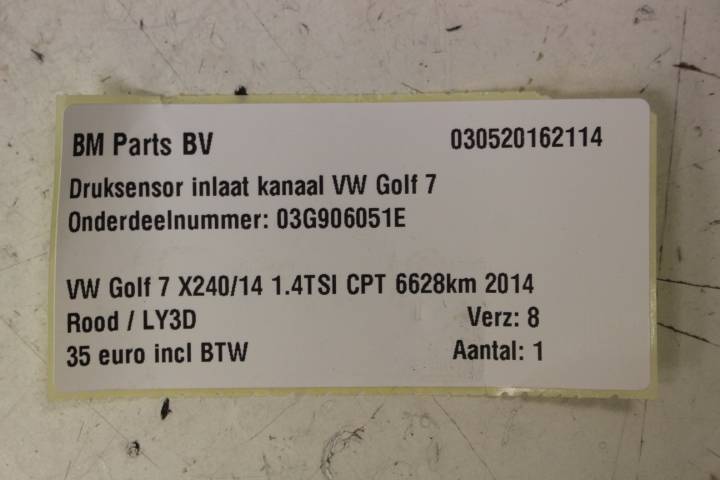 BM Parts BV 030520162114
Druksensor inlaat kanaal VW Golf 7
Onderdeelnummer: 03G906051E
VW Golf 7 X240/14 1.4TSI CPT 6628km 2014
Rood / LY3D Verz: 8
35 euro incl BTW Aantal: 1